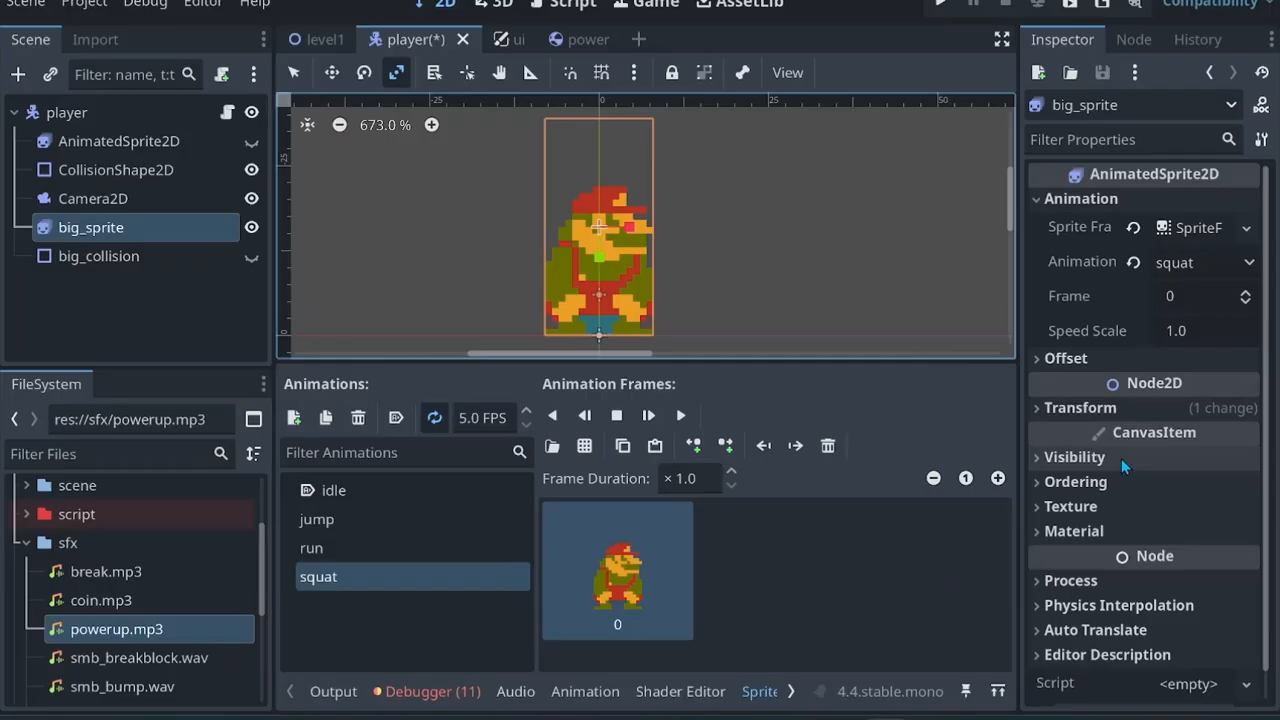 Scene Project Debug Editor Help
2D 3D Script Game AssetLib
Compatibility
Scene Import
level1 player(*) ui power
Inspector Node History
Filter: name, t:t
View
big_sprite
player
673.0 %
-25 0 25 50
-25
0
Filter Properties
AnimatedSprite2D
CollisionShape2D
Camera2D
big_sprite
big_collision
AnimatedSprite2D
Animation
Sprite Fra SpriteF
Animation squat
Frame 0
Speed Scale 1.0
Offset
Node2D
Transform (1 change)
CanvasItem
Visibility
Ordering
Texture
Material
Node
Process
Physics Interpolation
Auto Translate
Editor Description
Script <empty>
FileSystem
res://sfx/powerup.mp3
Filter Files
scene
script
sfx
break.mp3
coin.mp3
powerup.mp3
smb_breakblock.wav
smb_bump.wav
Animations:
5.0 FPS
Filter Animations
idle
jump
run
squat
Animation Frames:
Frame Duration: × 1.0
0
Output Debugger (11) Audio Animation Shader Editor Sprite 4.4.stable.mono